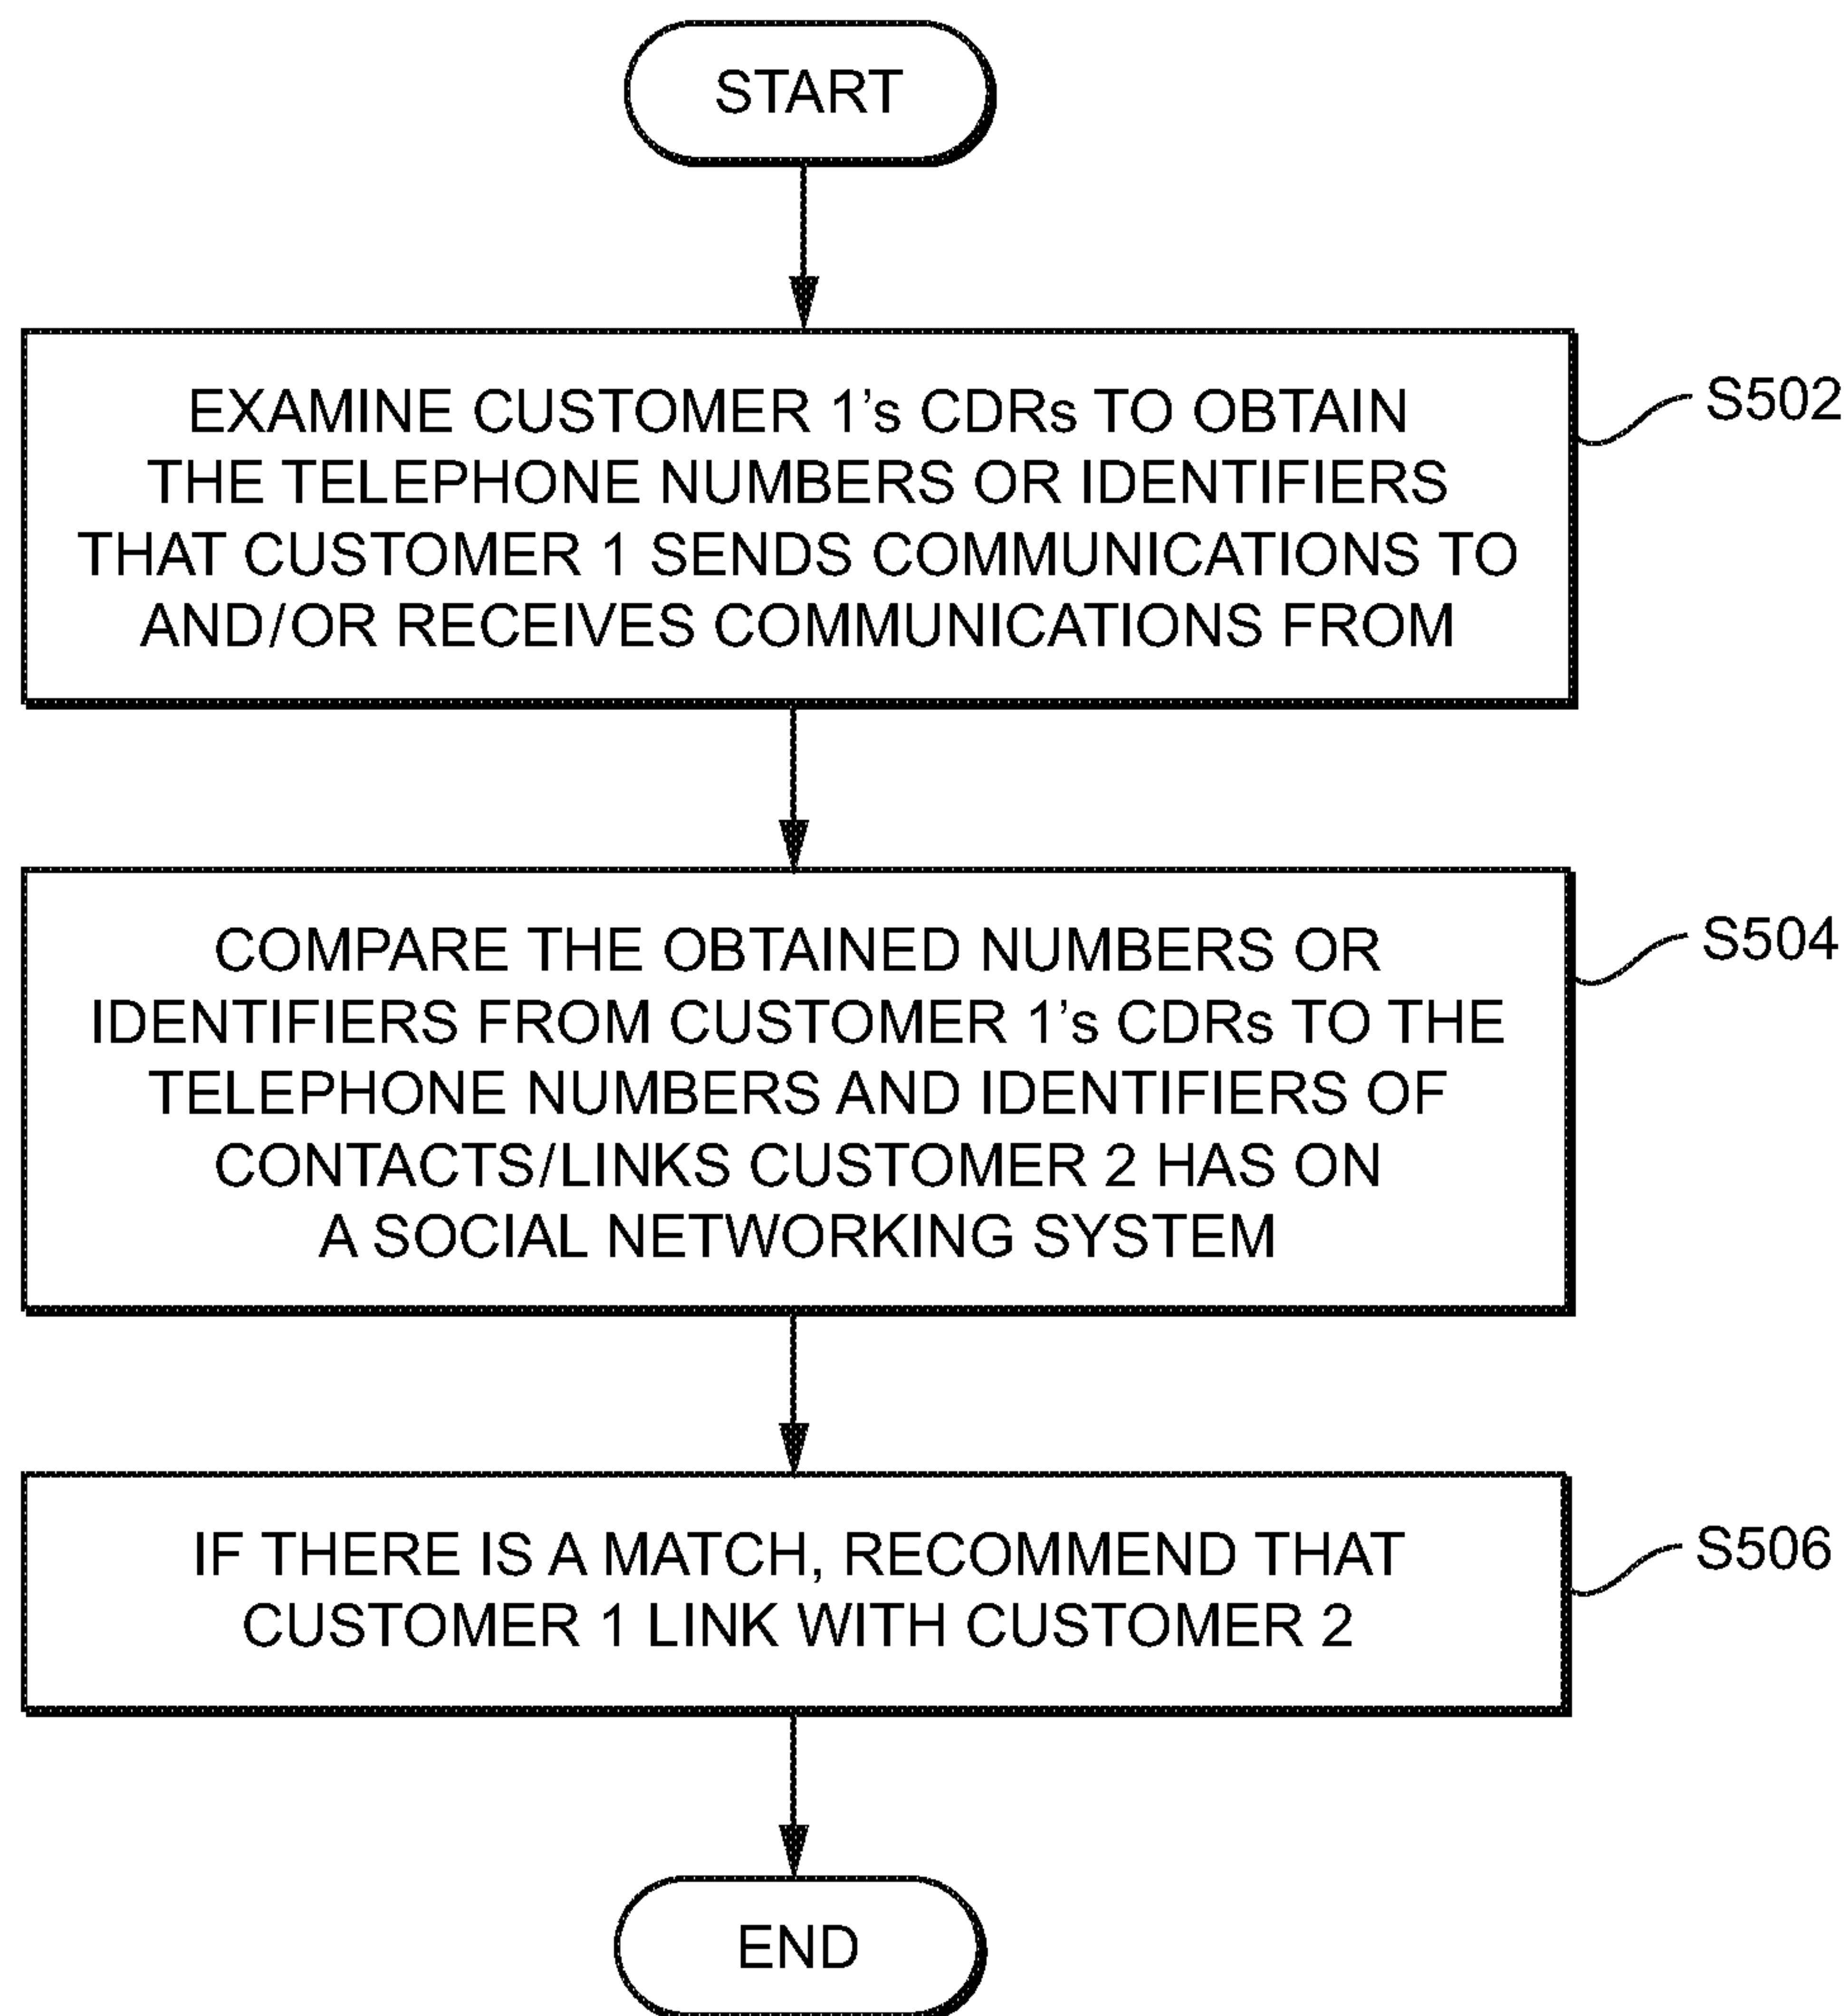 START
EXAMINE CUSTOMER 1’s CDRs TO OBTAIN
THE TELEPHONE NUMBERS OR IDENTIFIERS
THAT CUSTOMER 1 SENDS COMMUNICATIONS TO
AND/OR RECEIVES COMMUNICATIONS FROM
S502
COMPARE THE OBTAINED NUMBERS OR
IDENTIFIERS FROM CUSTOMER 1’s CDRs TO THE
TELEPHONE NUMBERS AND IDENTIFIERS OF
CONTACTS/LINKS CUSTOMER 2 HAS ON
A SOCIAL NETWORKING SYSTEM
S504
IF THERE IS A MATCH, RECOMMEND THAT
CUSTOMER 1 LINK WITH CUSTOMER 2
S506
END